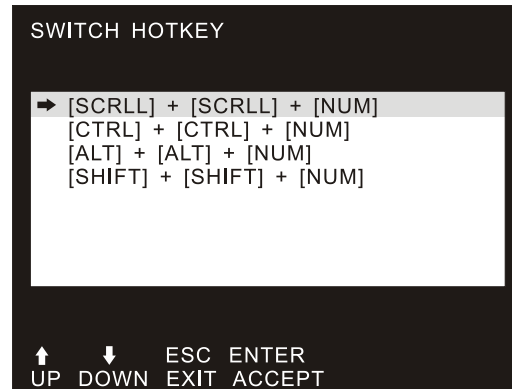 SWITCH HOTKEY
➡ [SCRLL] + [SCRLL] + [NUM]
[CTRL] + [CTRL] + [NUM]
[ALT] + [ALT] + [NUM]
[SHIFT] + [SHIFT] + [NUM]
⬆ ⬇ ESC ENTER
UP DOWN EXIT ACCEPT